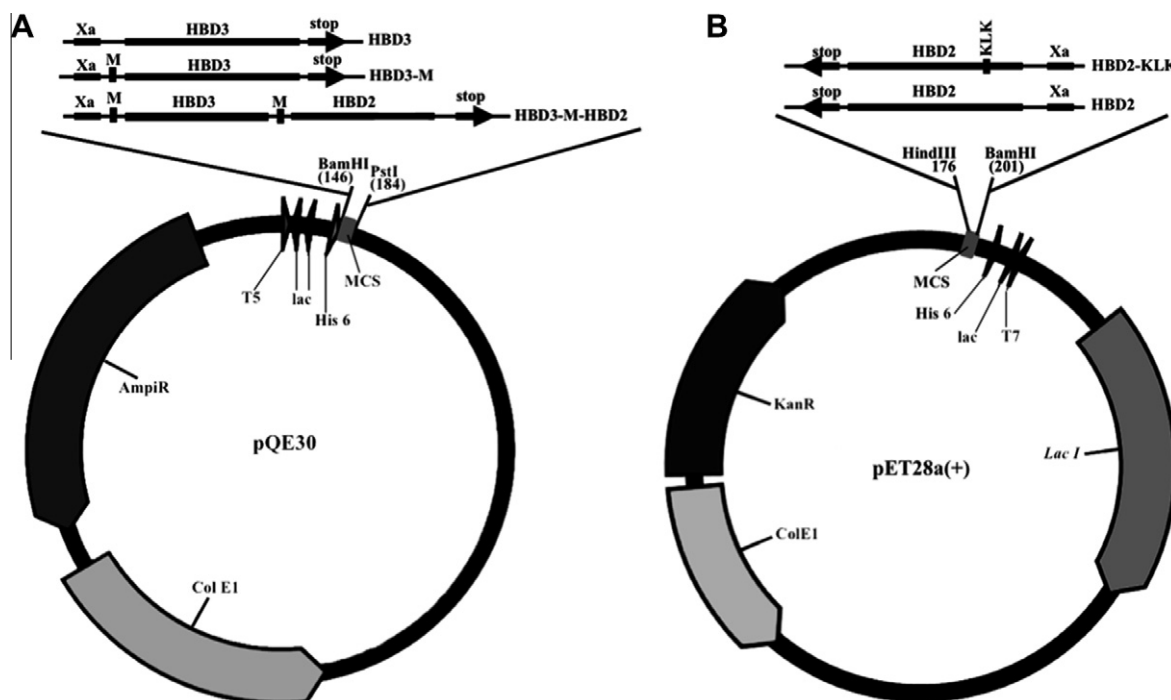 A
Xa HBD3 stop HBD3
Xa M HBD3 stop HBD3-M
Xa M HBD3 M HBD2 stop HBD3-M-HBD2
BamHI
(146)
PstI
(184)
MCS
T5
lac
His 6
AmpiR
pQE30
Col E1
B
stop HBD2 KLK Xa HBD2-KLK
stop HBD2 Xa HBD2
HindIII
176
BamHI
(201)
MCS
His 6
lac
T7
KanR
Lac I
pET28a(+)
ColE1